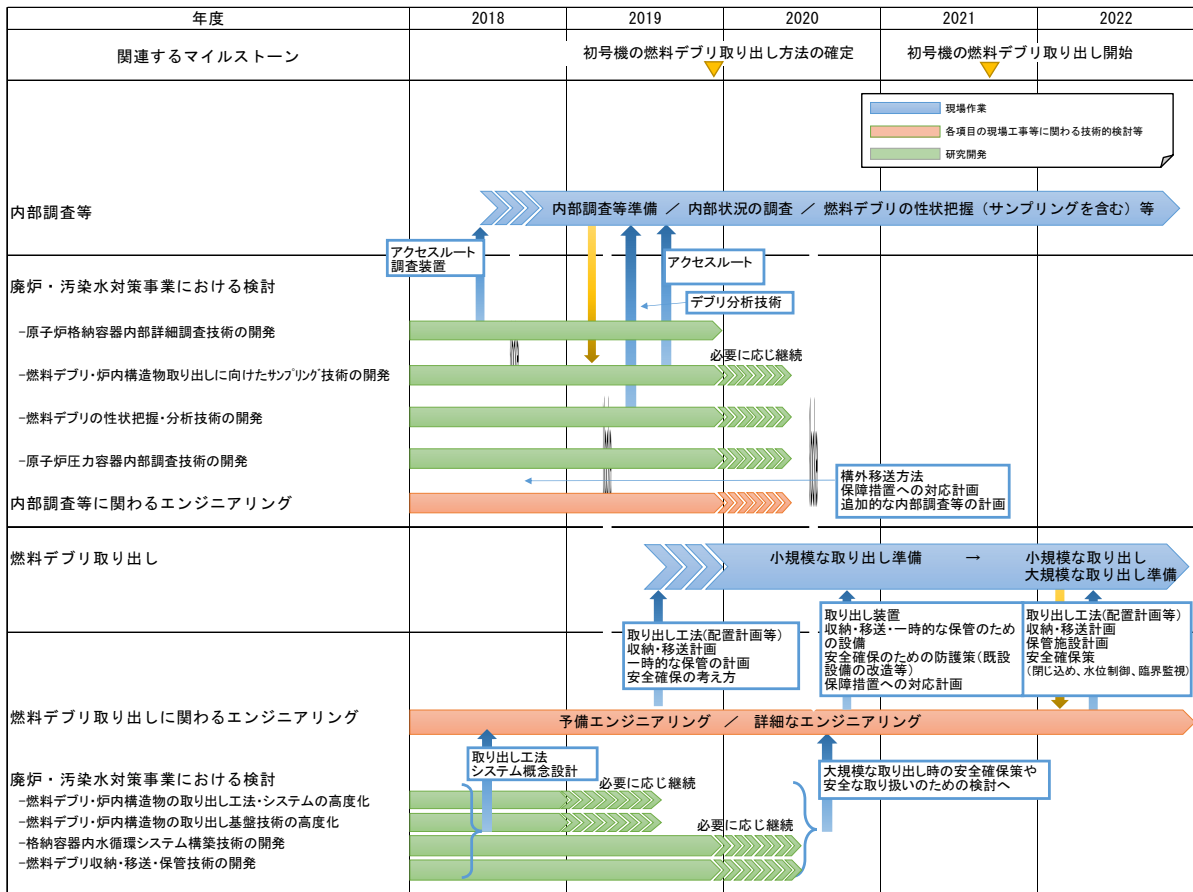 年度
2018
2019
2020
2021
2022
関連するマイルストーン
初号機の燃料デブリ取り出し方法の確定
初号機の燃料デブリ取り出し開始
現場作業
各項目の現場工事等に関わる技術的検討等
研究開発
内部調査等
内部調査等準備 ／ 内部状況の調査 ／ 燃料デブリの性状把握（サンプリングを含む）等
アクセスルート
調査装置
アクセスルート
デブリ分析技術
廃炉・汚染水対策事業における検討
-原子炉格納容器内部詳細調査技術の開発
必要に応じ継続
-燃料デブリ・炉内構造物取り出しに向けたサンプリング技術の開発
-燃料デブリの性状把握・分析技術の開発
-原子炉圧力容器内部調査技術の開発
構外移送方法
保障措置への対応計画
追加的な内部調査等の計画
内部調査等に関わるエンジニアリング
燃料デブリ取り出し
小規模な取り出し準備 → 小規模な取り出し
大規模な取り出し準備
取り出し工法(配置計画等)
収納・移送計画
一時的な保管の計画
安全確保の考え方
取り出し装置
収納・移送・一時的な保管のため
の設備
安全確保のための防護策(既設
設備の改造等)
保障措置への対応計画
取り出し工法(配置計画等)
収納・移送計画
保管施設計画
安全確保策
(閉じ込め、水位制御、臨界監視)
燃料デブリ取り出しに関わるエンジニアリング
予備エンジニアリング ／ 詳細なエンジニアリング
取り出し工法
システム概念設計
大規模な取り出し時の安全確保策や
安全な取り扱いのための検討へ
廃炉・汚染水対策事業における検討
必要に応じ継続
-燃料デブリ・炉内構造物の取り出し工法・システムの高度化
-燃料デブリ・炉内構造物の取り出し基盤技術の高度化
必要に応じ継続
-格納容器内水循環システム構築技術の開発
-燃料デブリ収納・移送・保管技術の開発